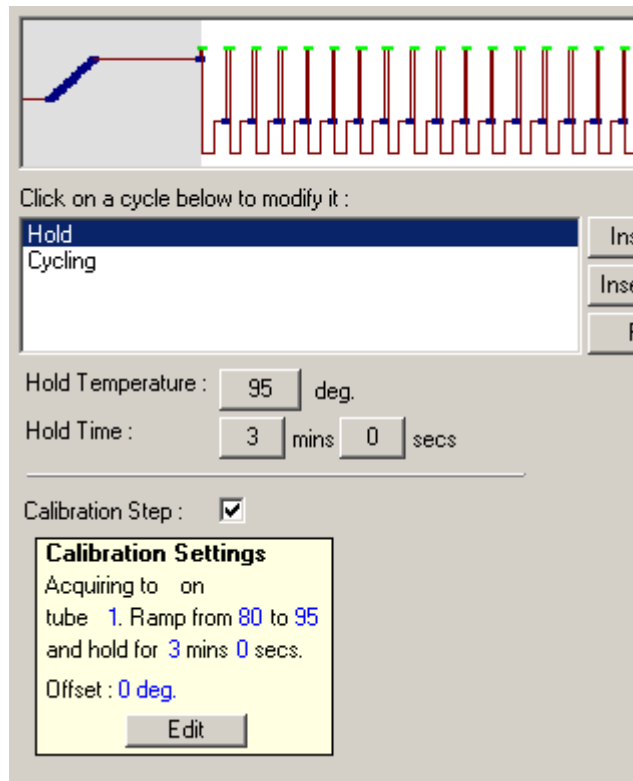 Click on a cycle below to modify it :
Hold
Cycling
Hold Temperature : 95 deg.
Hold Time : 3 mins 0 secs
Calibration Step :
Calibration Settings
Acquiring to on
tube 1. Ramp from 80 to 95
and hold for 3 mins 0 secs.
Offset : 0 deg.
Edit